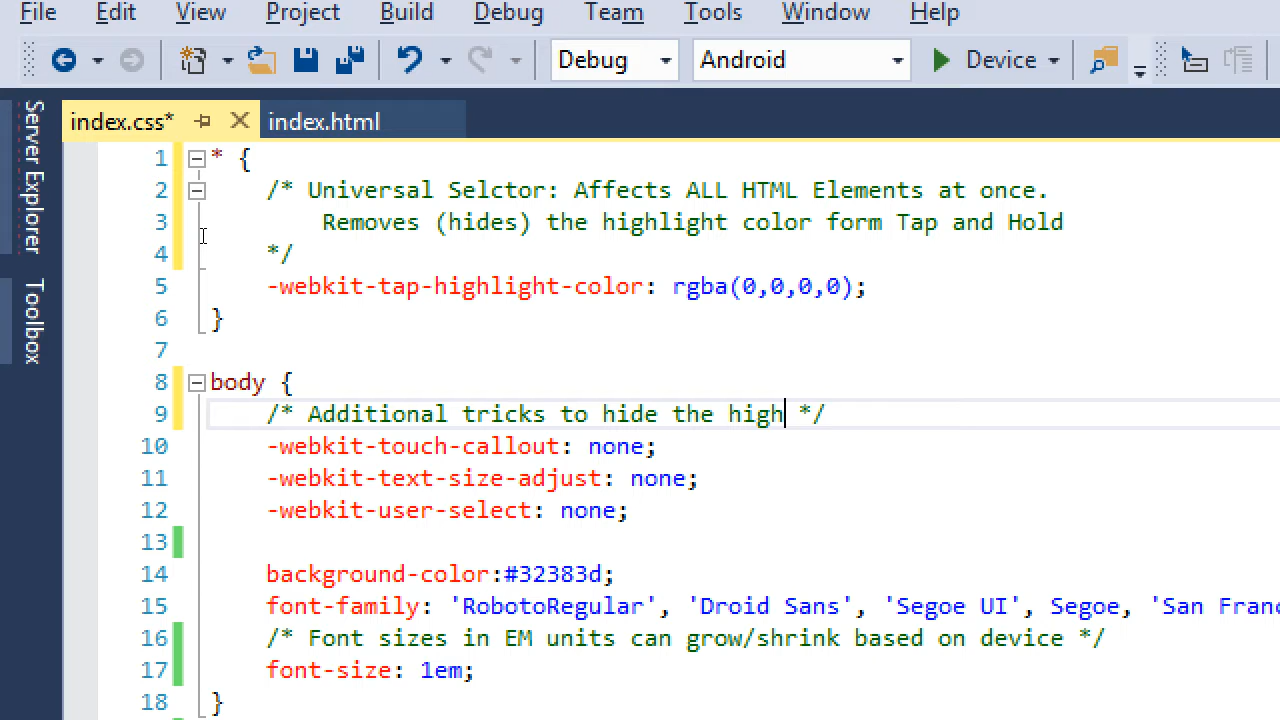 File Edit View Project Build Debug Team Tools Window Help
Debug Android Device
index.css* index.html
Server Explorer
Toolbox
1 * {
2 /* Universal Selctor: Affects ALL HTML Elements at once.
3 Removes (hides) the highlight color form Tap and Hold
4 */
5 -webkit-tap-highlight-color: rgba(0,0,0,0);
6 }
7
8 body {
9 /* Additional tricks to hide the high */
10 -webkit-touch-callout: none;
11 -webkit-text-size-adjust: none;
12 -webkit-user-select: none;
13
14 background-color:#32383d;
15 font-family: 'RobotoRegular', 'Droid Sans', 'Segoe UI', Segoe, 'San Franc
16 /* Font sizes in EM units can grow/shrink based on device */
17 font-size: 1em;
18 }